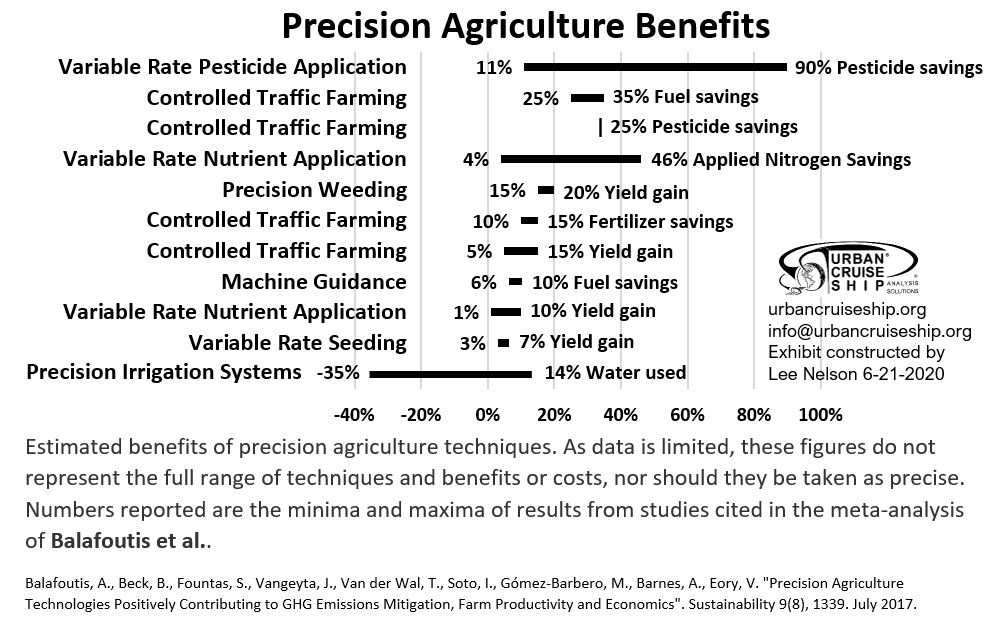 Precision Agriculture Benefits
Variable Rate Pesticide Application 11% 90% Pesticide savings
Controlled Traffic Farming 25% 35% Fuel savings
Controlled Traffic Farming 25% Pesticide savings
Variable Rate Nutrient Application 4% 46% Applied Nitrogen Savings
Precision Weeding 15% 20% Yield gain
Controlled Traffic Farming 10% 15% Fertilizer savings
Controlled Traffic Farming 5% 15% Yield gain
Machine Guidance 6% 10% Fuel savings
Variable Rate Nutrient Application 1% 10% Yield gain
Variable Rate Seeding 3% 7% Yield gain
Precision Irrigation Systems -35% 14% Water used
-40% -20% 0% 20% 40% 60% 80% 100%
URBAN®
CRUISE
SHIP ANALYSIS
SOLUTIONS
urbancruiseship.org
info@urbancruiseship.org
Exhibit constructed by
Lee Nelson 6-21-2020
Estimated benefits of precision agriculture techniques. As data is limited, these figures do not
represent the full range of techniques and benefits or costs, nor should they be taken as precise.
Numbers reported are the minima and maxima of results from studies cited in the meta-analysis
of Balafoutis et al..
Balafoutis, A., Beck, B., Fountas, S., Vangeyta, J., Van der Wal, T., Soto, I., Gómez-Barbero, M., Barnes, A., Eory, V. "Precision Agriculture
Technologies Positively Contributing to GHG Emissions Mitigation, Farm Productivity and Economics". Sustainability 9(8), 1339. July 2017.